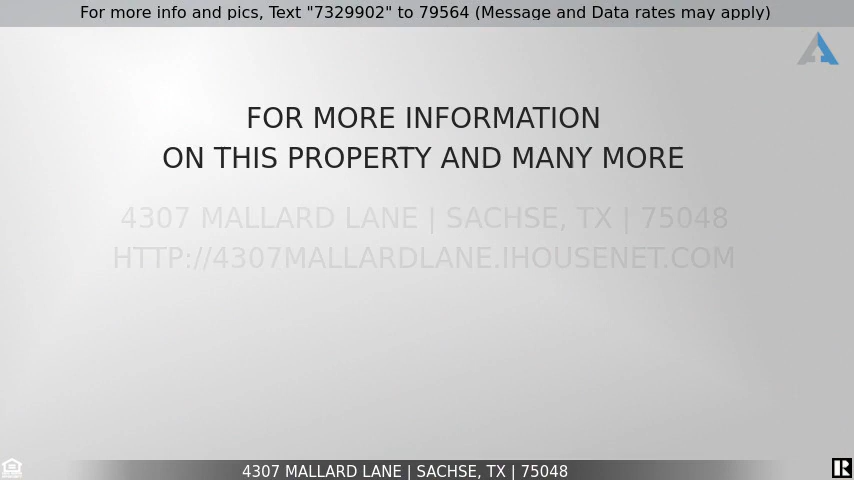 For more info and pics, Text "7329902" to 79564 (Message and Data rates may apply)
FOR MORE INFORMATION
ON THIS PROPERTY AND MANY MORE
4307 MALLARD LANE | SACHSE, TX | 75048
HTTP://4307MALLARDLANE.IHOUSENET.COM
4307 MALLARD LANE | SACHSE, TX | 75048